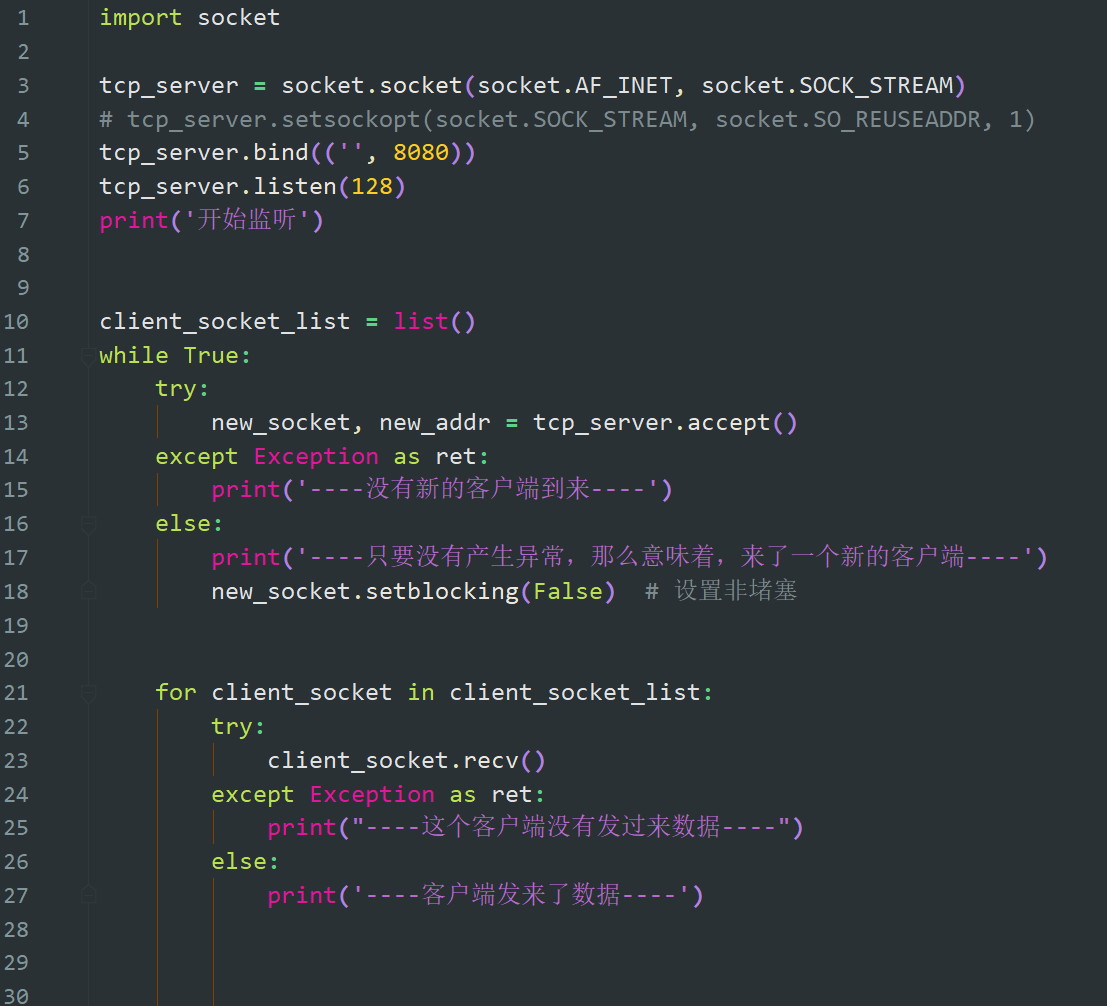 1 import socket
2
3 tcp_server = socket.socket(socket.AF_INET, socket.SOCK_STREAM)
4 # tcp_server.setsockopt(socket.SOCK_STREAM, socket.SO_REUSEADDR, 1)
5 tcp_server.bind(('', 8080))
6 tcp_server.listen(128)
7 print('开始监听')
8
9
10 client_socket_list = list()
11 while True:
12     try:
13         new_socket, new_addr = tcp_server.accept()
14     except Exception as ret:
15         print('----没有新的客户端到来----')
16     else:
17         print('----只要没有产生异常，那么意味着，来了一个新的客户端----')
18         new_socket.setblocking(False)  # 设置非堵塞
19
20
21     for client_socket in client_socket_list:
22         try:
23             client_socket.recv()
24         except Exception as ret:
25             print("----这个客户端没有发过来数据----")
26         else:
27             print('----客户端发来了数据----')
28
29
30